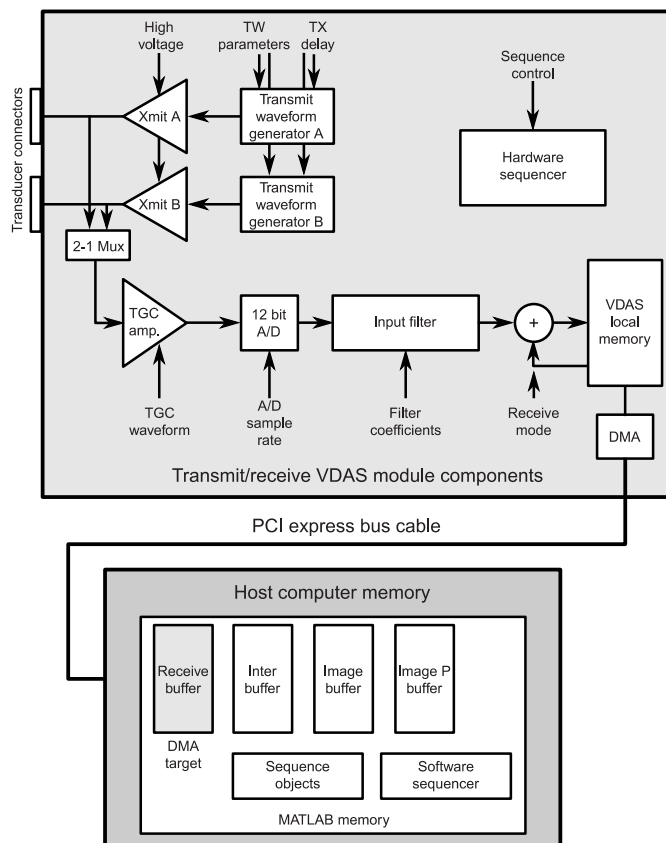 High
voltage
TW
parameters
TX
delay
Sequence
control
Transducer connectors
Xmit A
Transmit
waveform
generator A
Hardware
sequencer
Xmit B
Transmit
waveform
generator B
2-1 Mux
TGC
amp.
12 bit
A/D
Input filter
+
VDAS
local
memory
TGC
waveform
A/D
sample
rate
Filter
coefficients
Receive
mode
DMA
Transmit/receive VDAS module components
PCI express bus cable
Host computer memory
Receive
buffer
Inter
buffer
Image
buffer
Image P
buffer
DMA
target
Sequence
objects
Software
sequencer
MATLAB memory